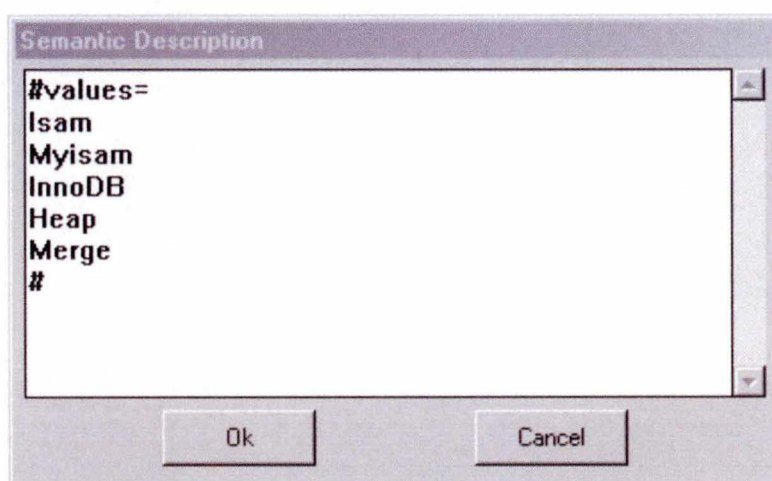 Semantic Description
#values=
Isam
Myisam
InnoDB
Heap
Merge
#
Ok Cancel